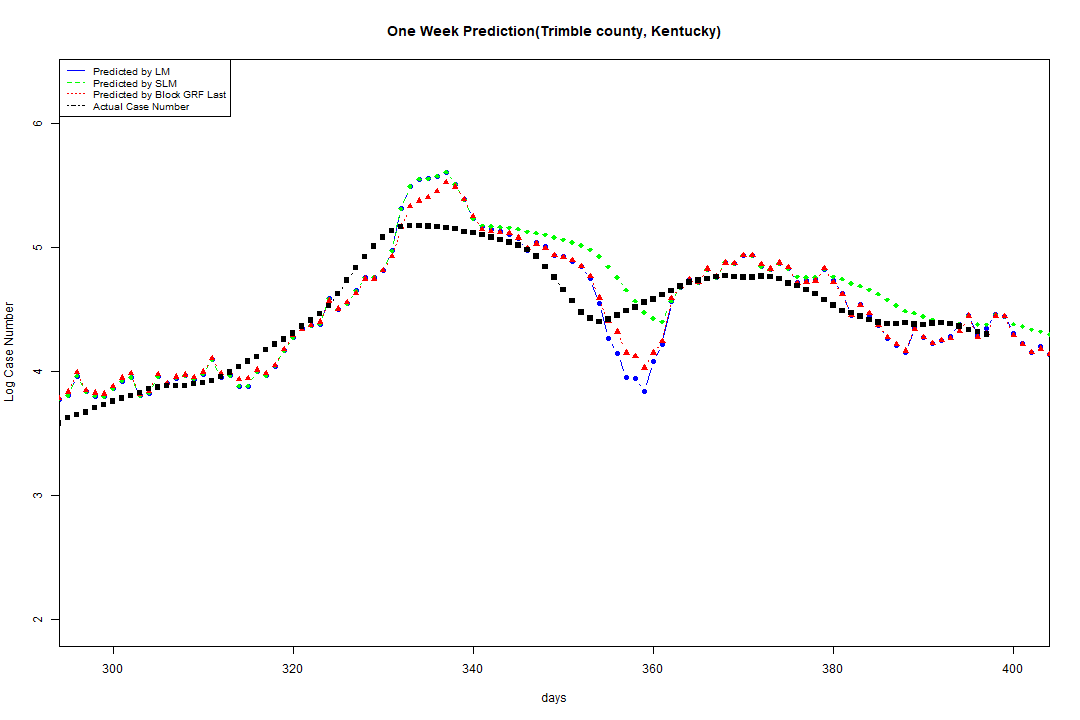 One Week Prediction(Trimble county, Kentucky)
Predicted by LM
Predicted by SLM
Predicted by Block GRF Last
Actual Case Number
Log Case Number
6
5
4
3
2
300 320 340 360 380 400
days